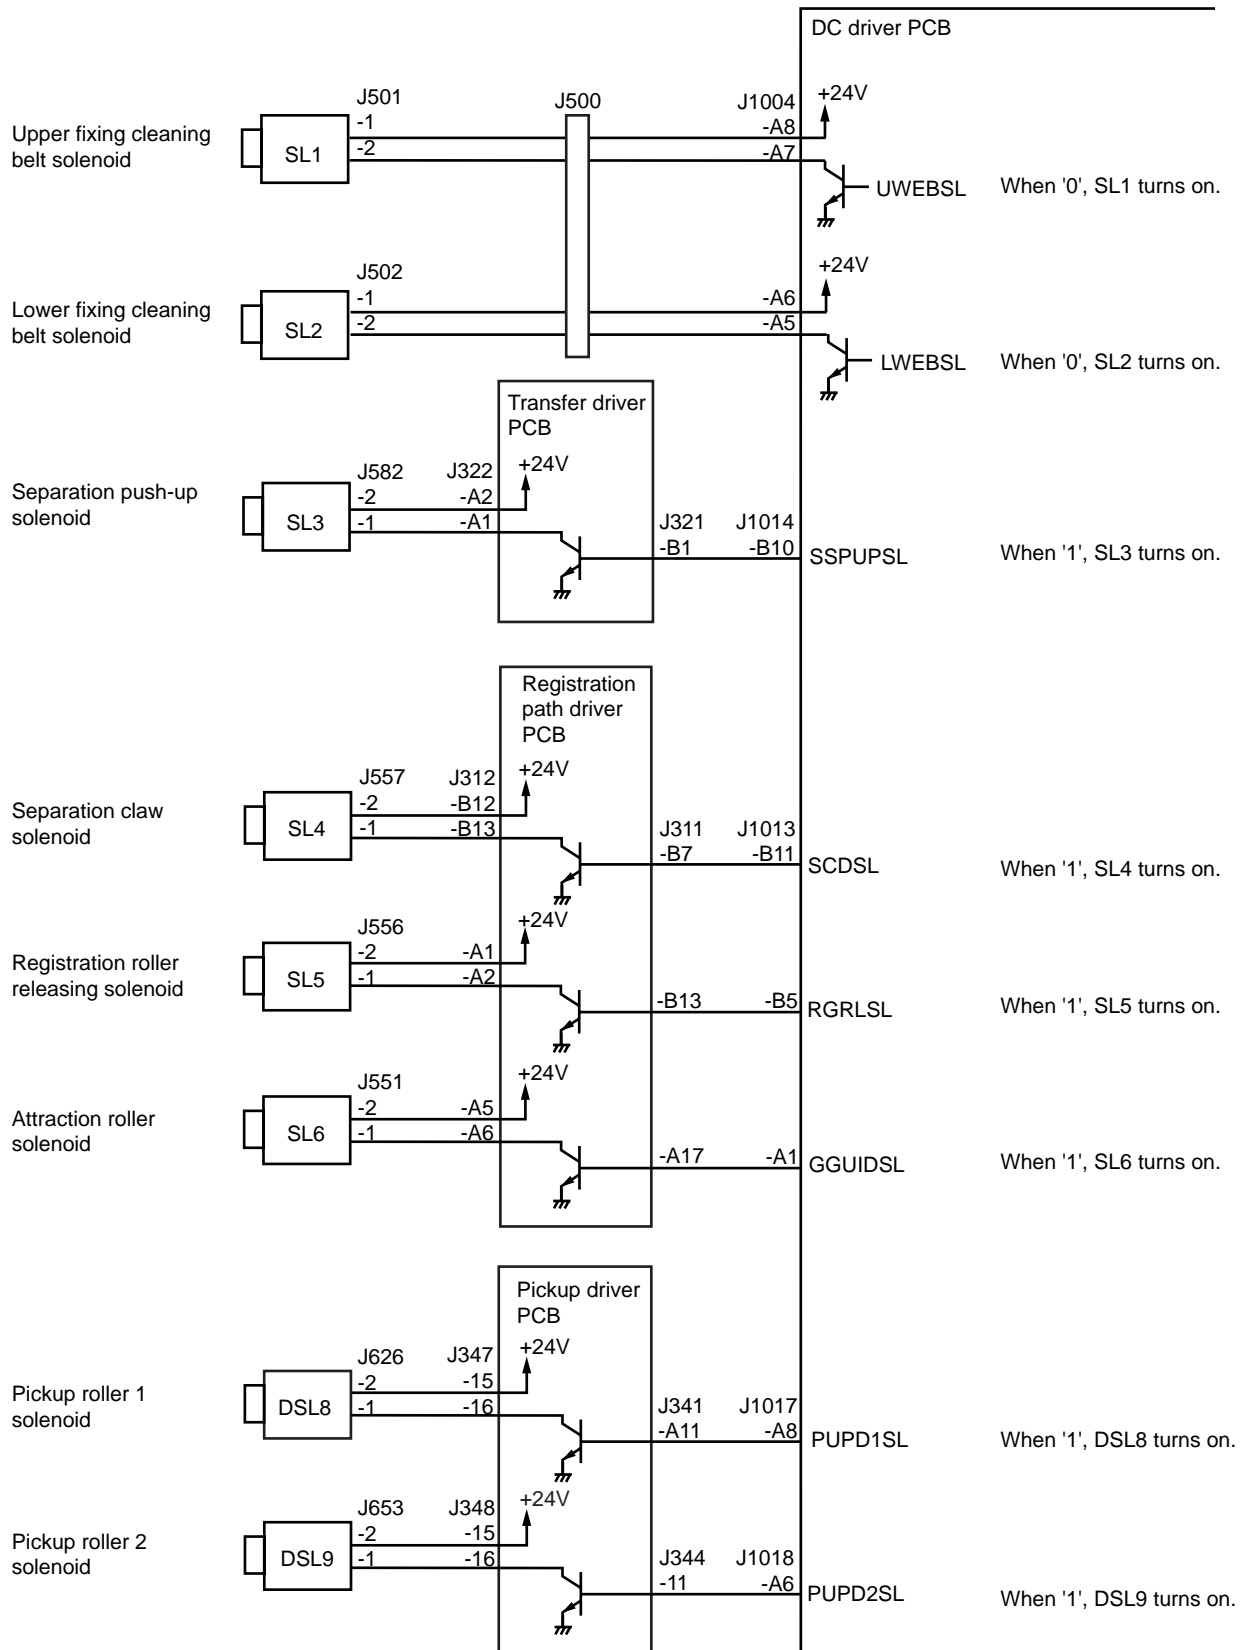 DC driver PCB
J501
J500
J1004
+24V
Upper fixing cleaning
belt solenoid
SL1
-1
-2
-A8
-A7
UWEBSL
When '0', SL1 turns on.
J502
+24V
Lower fixing cleaning
belt solenoid
SL2
-1
-2
-A6
-A5
LWEBSL
When '0', SL2 turns on.
Transfer driver
PCB
J582
J322
+24V
Separation push-up
solenoid
SL3
-2
-1
-A2
-A1
J321
J1014
-B1
-B10
SSPUPSL
When '1', SL3 turns on.
Registration
path driver
PCB
J557
J312
+24V
Separation claw
solenoid
SL4
-2
-1
-B12
-B13
J311
J1013
-B7
-B11
SCDSL
When '1', SL4 turns on.
J556
+24V
Registration roller
releasing solenoid
SL5
-2
-1
-A1
-A2
-B13
-B5
RGRLSL
When '1', SL5 turns on.
J551
+24V
Attraction roller
solenoid
SL6
-2
-1
-A5
-A6
-A17
-A1
GGUIDSL
When '1', SL6 turns on.
Pickup driver
PCB
J626
J347
+24V
Pickup roller 1
solenoid
DSL8
-2
-1
-15
-16
J341
J1017
-A11
-A8
PUPD1SL
When '1', DSL8 turns on.
J653
J348
+24V
Pickup roller 2
solenoid
DSL9
-2
-1
-15
-16
J344
J1018
-11
-A6
PUPD2SL
When '1', DSL9 turns on.